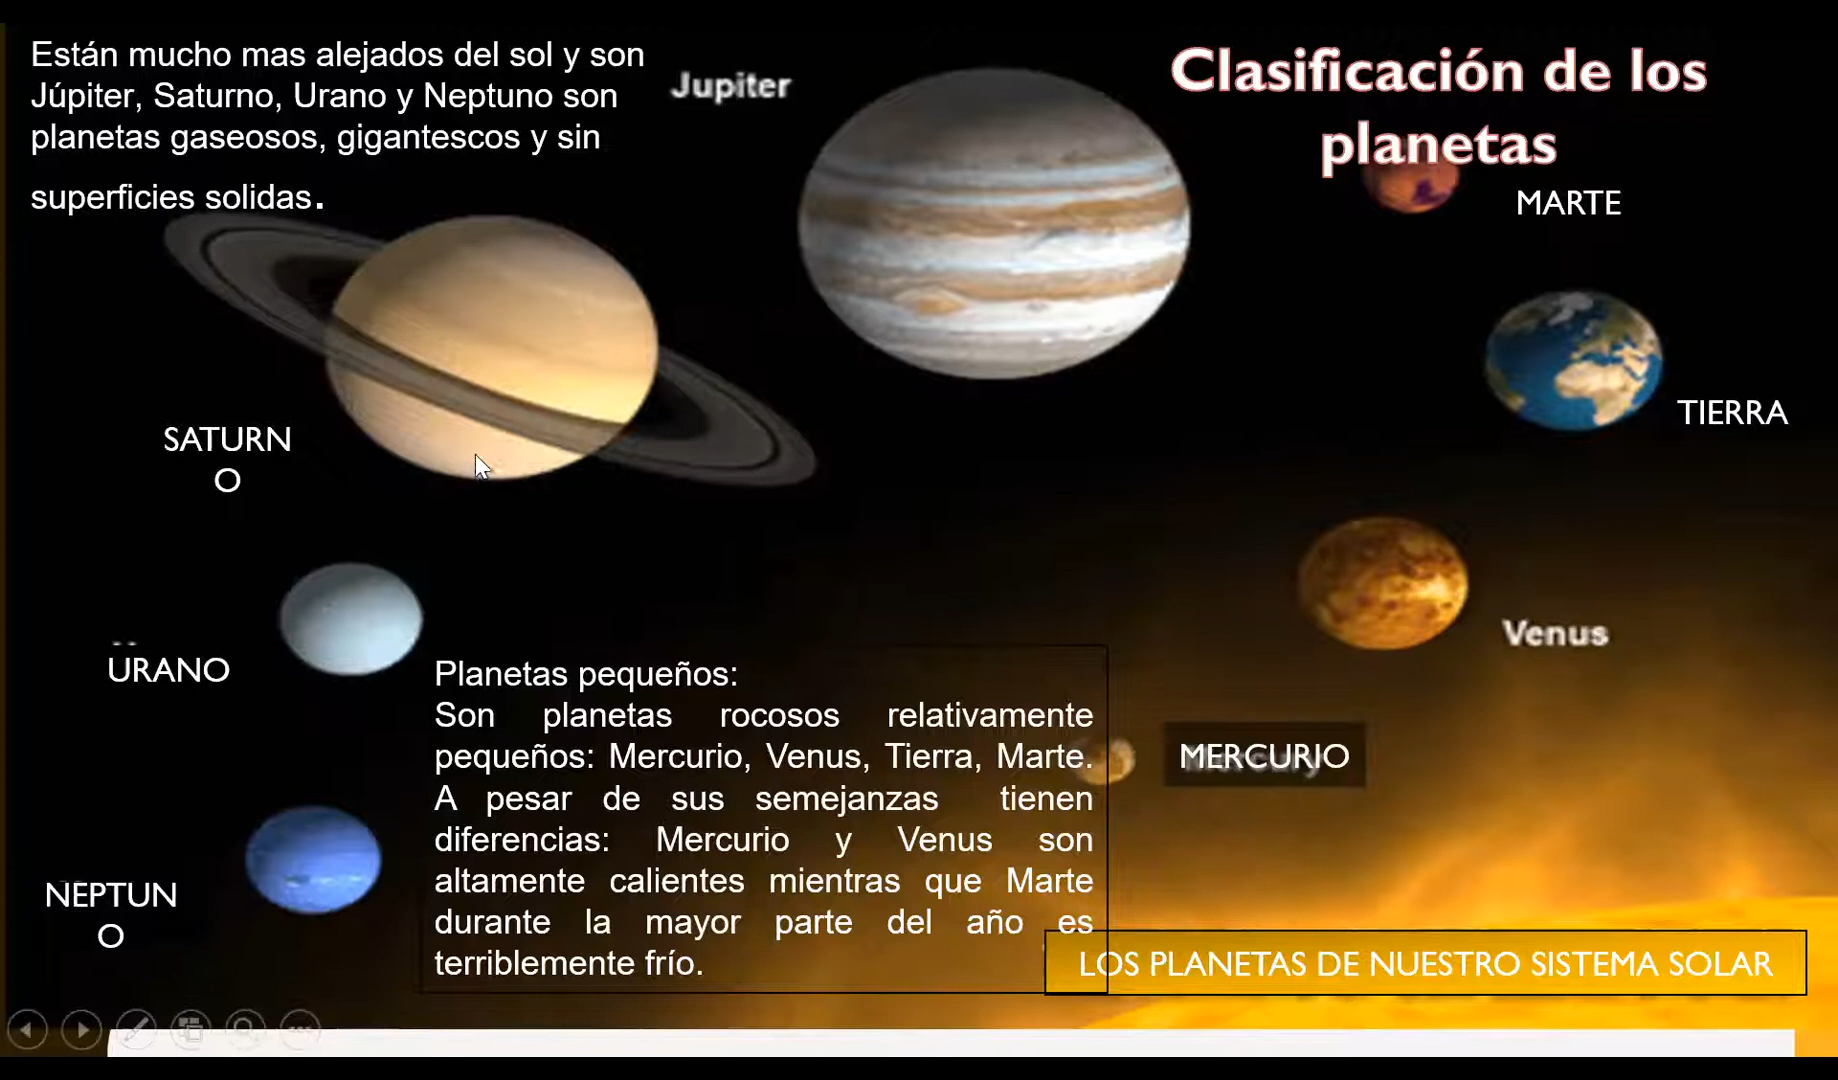 Están mucho mas alejados del sol y son
Júpiter, Saturno, Urano y Neptuno son
planetas gaseosos, gigantescos y sin
superficies solidas.
Jupiter
Clasificación de los
planetas
MARTE
TIERRA
SATURN
O
Venus
URANO
Planetas pequeños:
Son planetas rocosos relativamente
pequeños: Mercurio, Venus, Tierra, Marte.
A pesar de sus semejanzas tienen
diferencias: Mercurio y Venus son
altamente calientes mientras que Marte
durante la mayor parte del año es
terriblemente frío.
MERCURIO
NEPTUN
O
LOS PLANETAS DE NUESTRO SISTEMA SOLAR